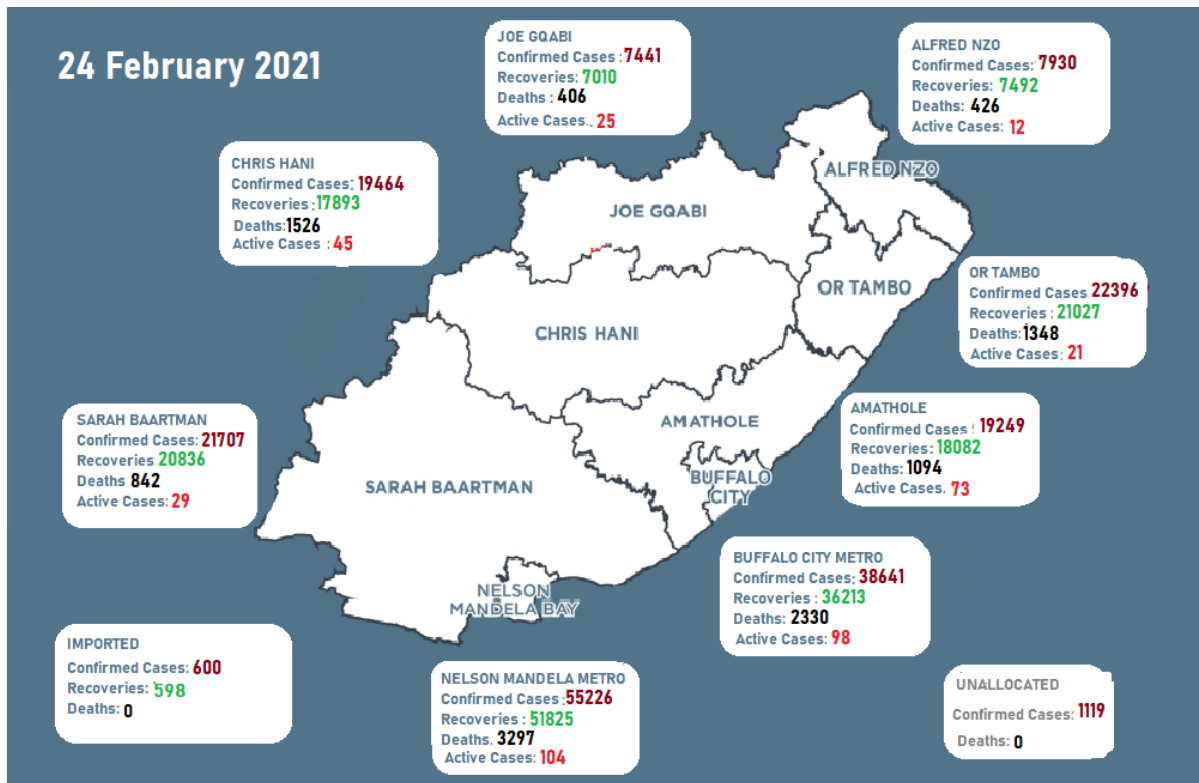 24 February 2021
JOE GQABI
Confirmed Cases : 7441
Recoveries: 7010
Deaths : 406
Active Cases.. 25
ALFRED NZO
Confirmed Cases: 7930
Recoveries: 7492
Deaths: 426
Active Cases: 12
CHRIS HANI
Confirmed Cases: 19464
Recoveries :17893
Deaths:1526
Active Cases : 45
ALFRED NZO
JOE GQABI
OR TAMBO
CHRIS HANI
OR TAMBO
Confirmed Cases 22396
Recoveries : 21027
Deaths:1348
Active Cases: 21
SARAH BAARTMAN
Confirmed Cases: 21707
Recoveries 20836
Deaths 842
Active Cases: 29
AMATHOLE
BUFFALO
CITY
SARAH BAARTMAN
AMATHOLE
Confirmed Cases : 19249
Recoveries : 18082
Deaths: 1094
Active Cases. 73
NELSON
MANDELA BAY
BUFFALO CITY METRO
Confirmed Cases: 38641
Recoveries : 36213
Deaths: 2330
Active Cases: 98
IMPORTED
Confirmed Cases: 600
Recoveries: 598
Deaths: 0
NELSON MANDELA METRO
Confirmed Cases :55226
Recoveries : 51825
Deaths. 3297
Active Cases: 104
UNALLOCATED
Confirmed Cases: 1119
Deaths: 0